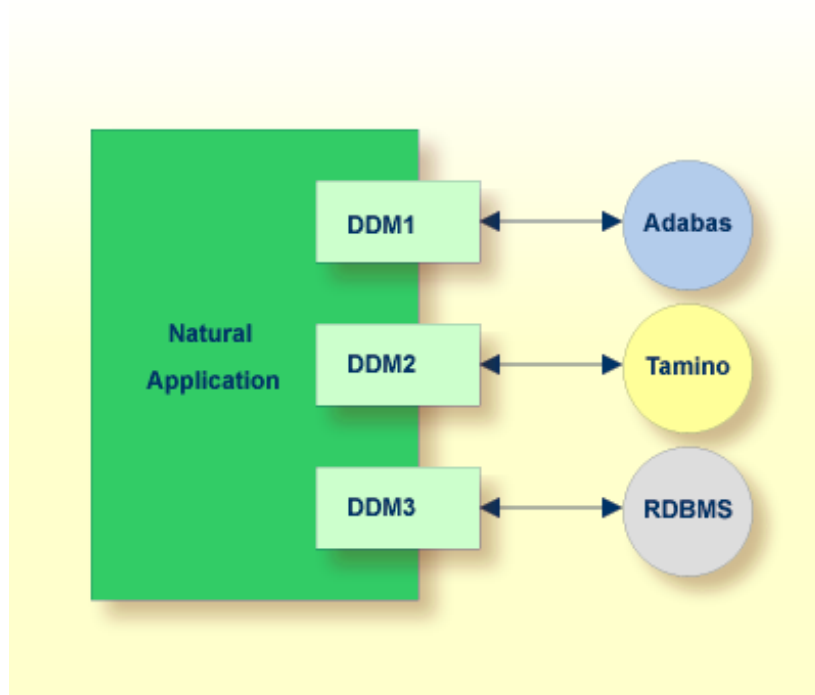 DDM1
Adabas
Natural
Application
DDM2
Tamino
DDM3
RDBMS